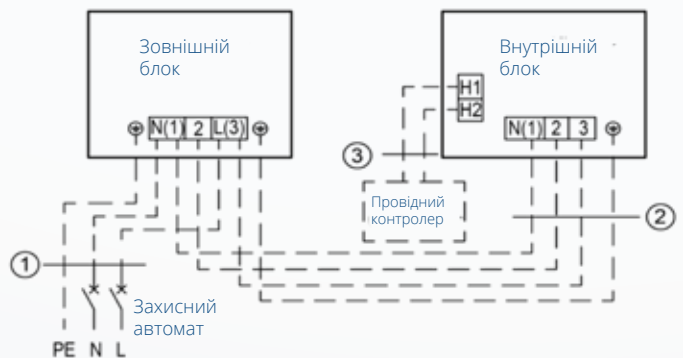 Зовнішній
блок
Внутрішній
блок
H1
H2
N(1) 2 L(3)
N(1) 2 3
3
Провідний
контролер
2
1
Захисний
автомат
PE N L